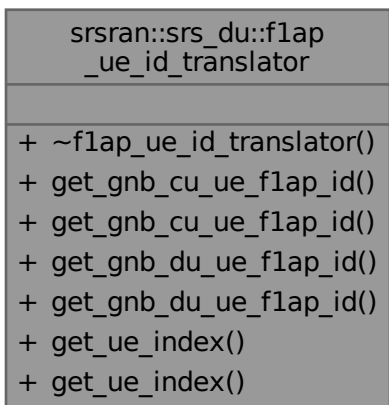 srsran::srs_du::f1ap
_ue_id_translator
+ ~f1ap_ue_id_translator()
+ get_gnb_cu_ue_f1ap_id()
+ get_gnb_cu_ue_f1ap_id()
+ get_gnb_du_ue_f1ap_id()
+ get_gnb_du_ue_f1ap_id()
+ get_ue_index()
+ get_ue_index()